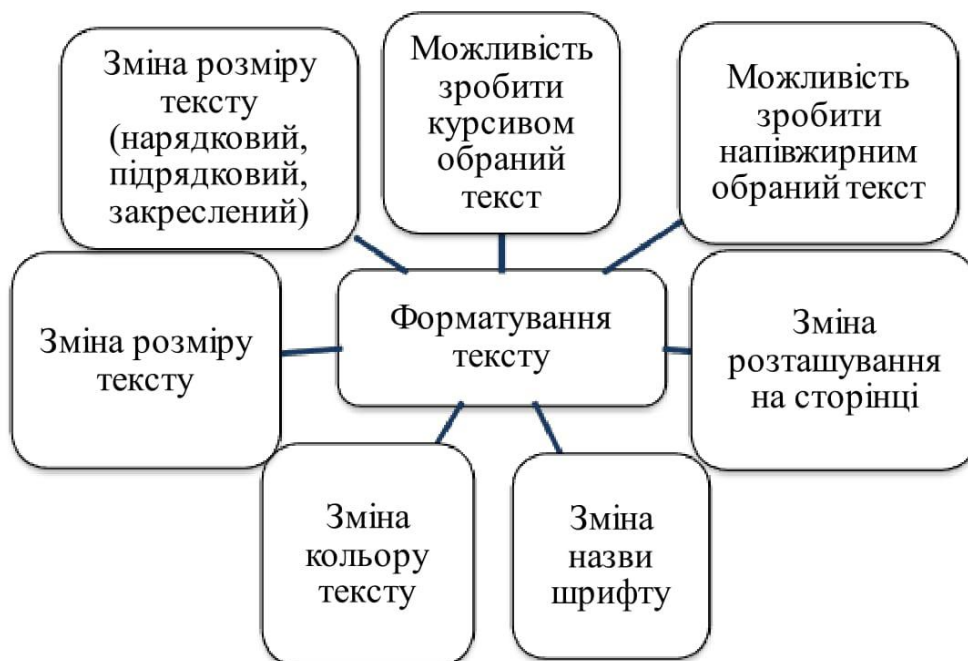 Зміна розміру
тексту
(нарядковий,
підрядковий,
закреслений)
Можливість
зробити
курсивом
обраний
текст
Можливість
зробити
напівжирним
обраний текст
Зміна розміру
тексту
Форматування
тексту
Зміна
розташування
на сторінці
Зміна
кольору
тексту
Зміна
назви
шрифту